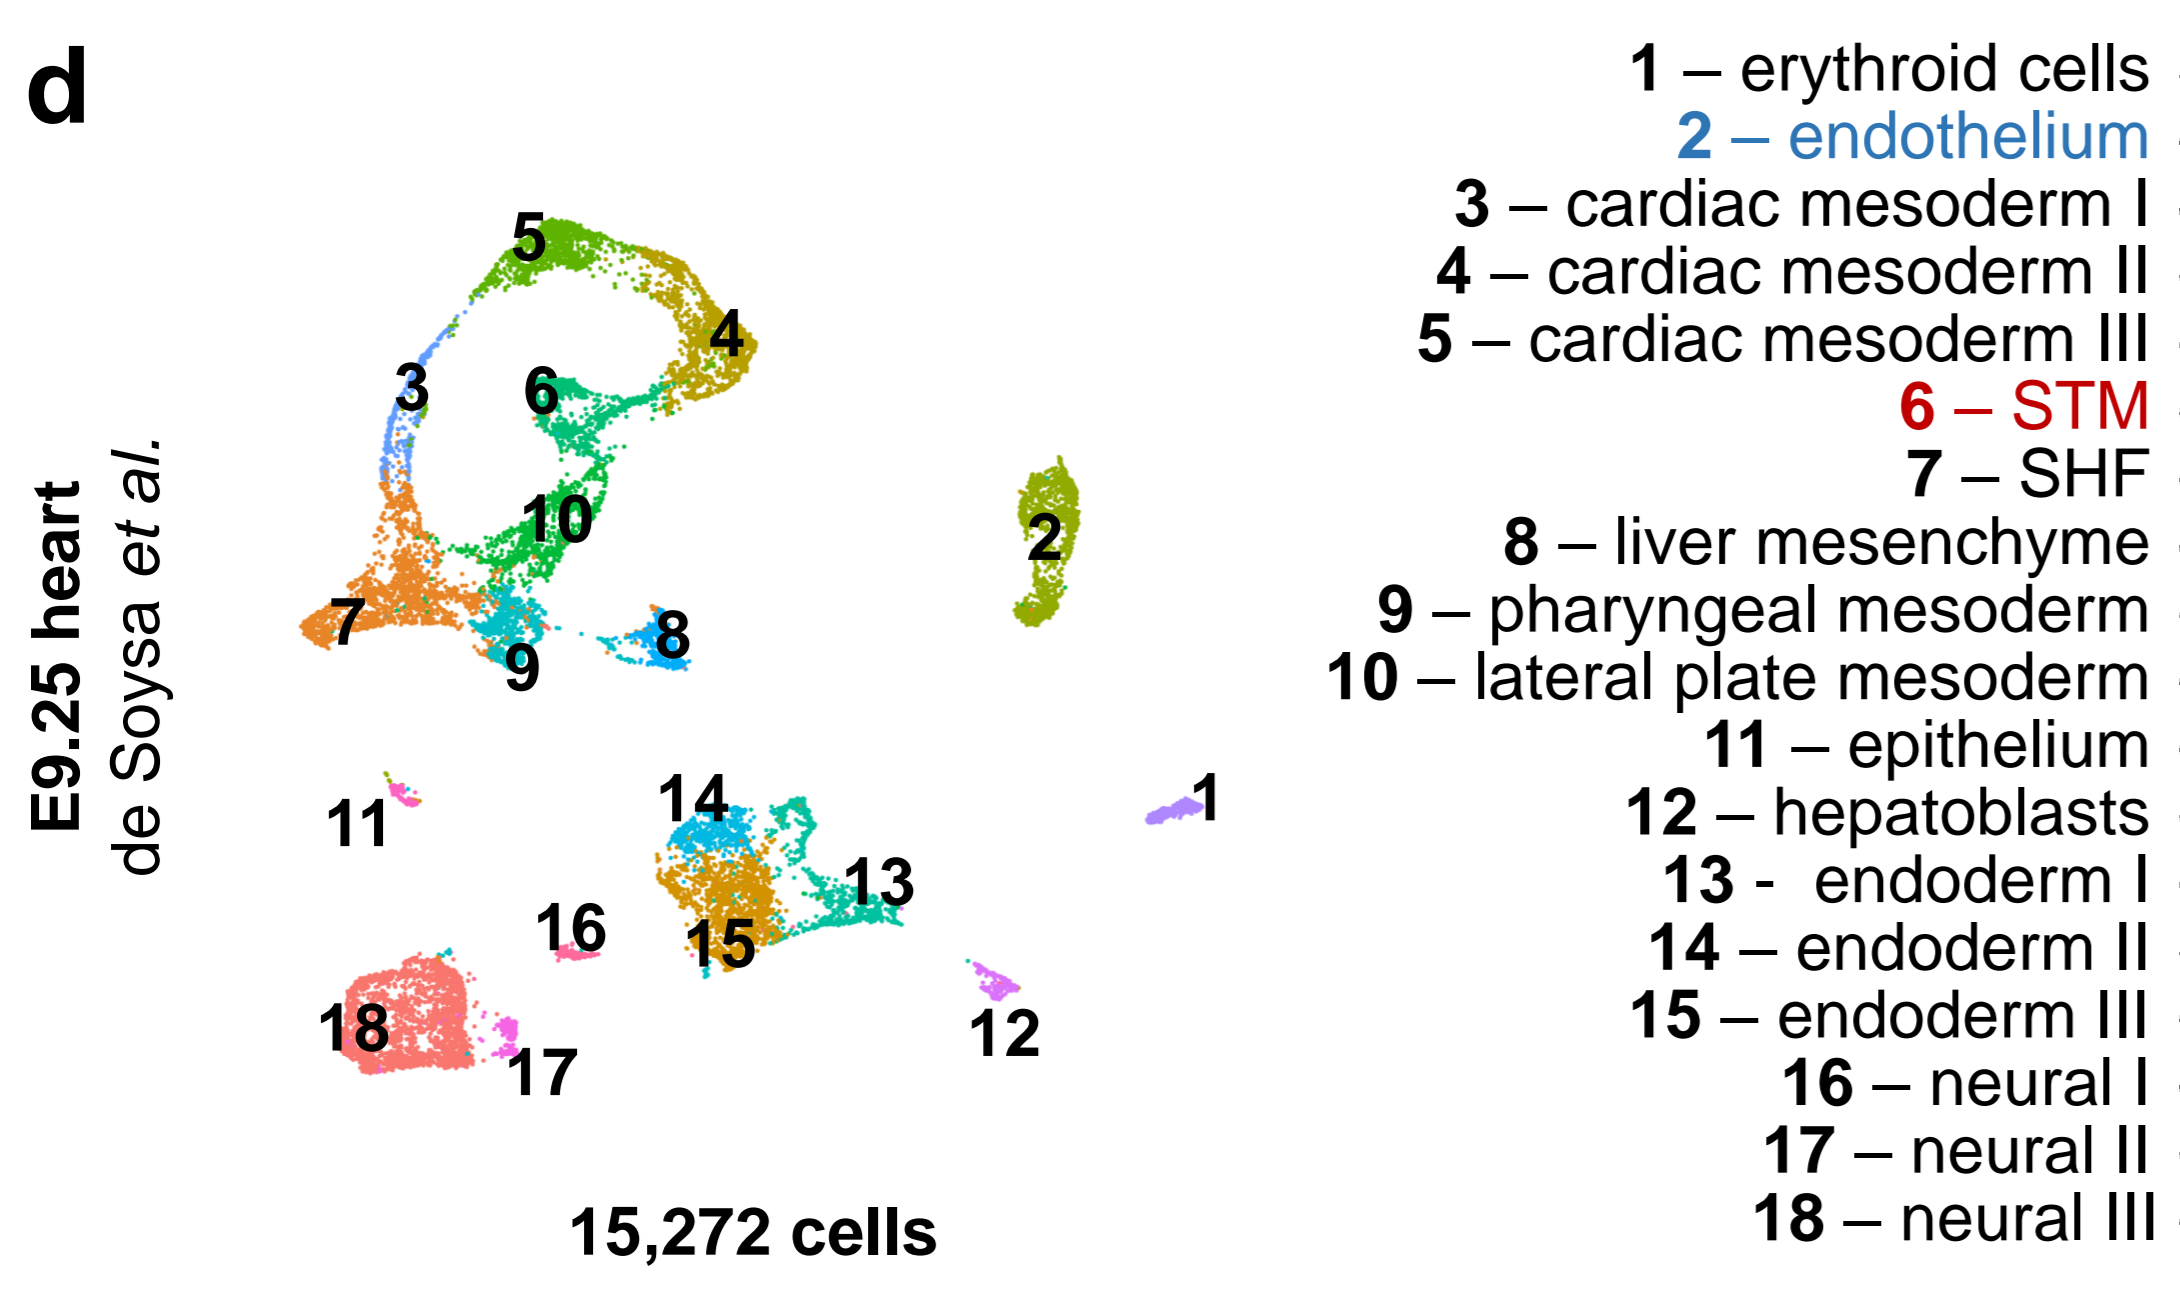 d
E9.25 heart
de Soysa et al.
5
4
3
6
10
2
7
8
9
11
14
1
13
16
15
18
12
17
15,272 cells
1 – erythroid cells
2 – endothelium
3 – cardiac mesoderm I
4 – cardiac mesoderm II
5 – cardiac mesoderm III
6 – STM
7 – SHF
8 – liver mesenchyme
9 – pharyngeal mesoderm
10 – lateral plate mesoderm
11 – epithelium
12 – hepatoblasts
13 - endoderm I
14 – endoderm II
15 – endoderm III
16 – neural I
17 – neural II
18 – neural III